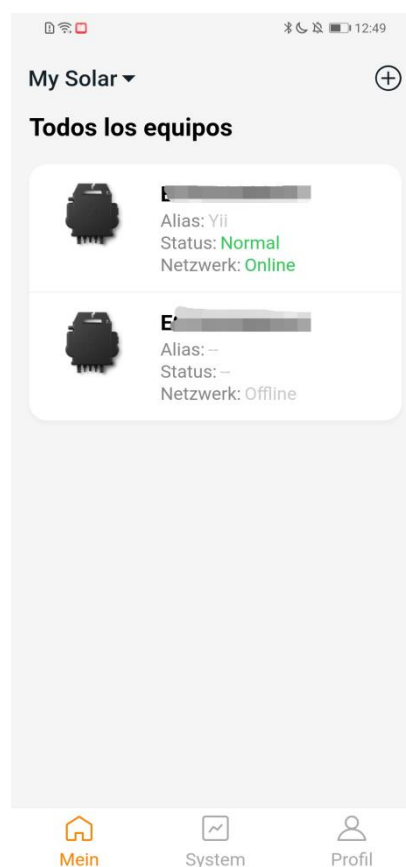 12:49
My Solar
Todos los equipos
Alias: Yii
Status: Normal
Netzwerk: Online
Alias: --
Status: --
Netzwerk: Offline
Mein
System
Profil